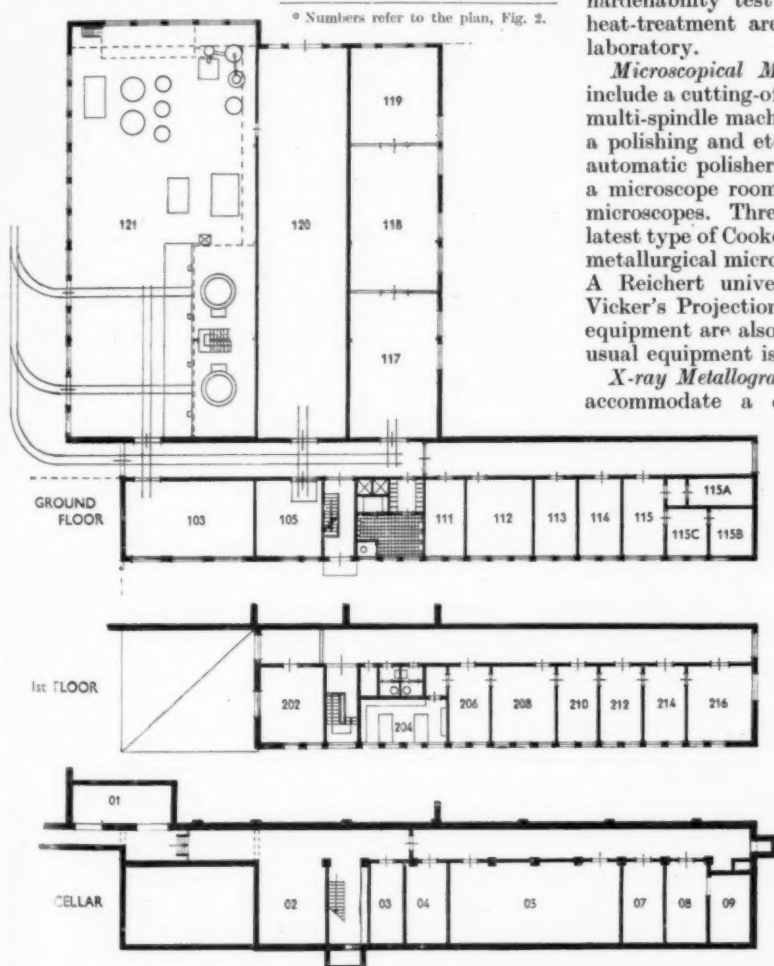 ° Numbers refer to the plan, Fig. 2.
hardenability test
heat-treatment are
laboratory.
Microscopical M
include a cutting-of
multi-spindle mach
a polishing and et
automatic polisher
a microscope room
microscopes. Thre
latest type of Cooke
metallurgical micro
A Reichert unive
Vicker's Projection
equipment are also
usual equipment is
X-ray Metallogra
accommodate a
119
121
120
118
117
GROUND
FLOOR
103
105
111
112
113
114
115
115A
115C
115B
1st FLOOR
202
204
206
208
210
212
214
216
01
CELLAR
02
03
04
05
07
08
09